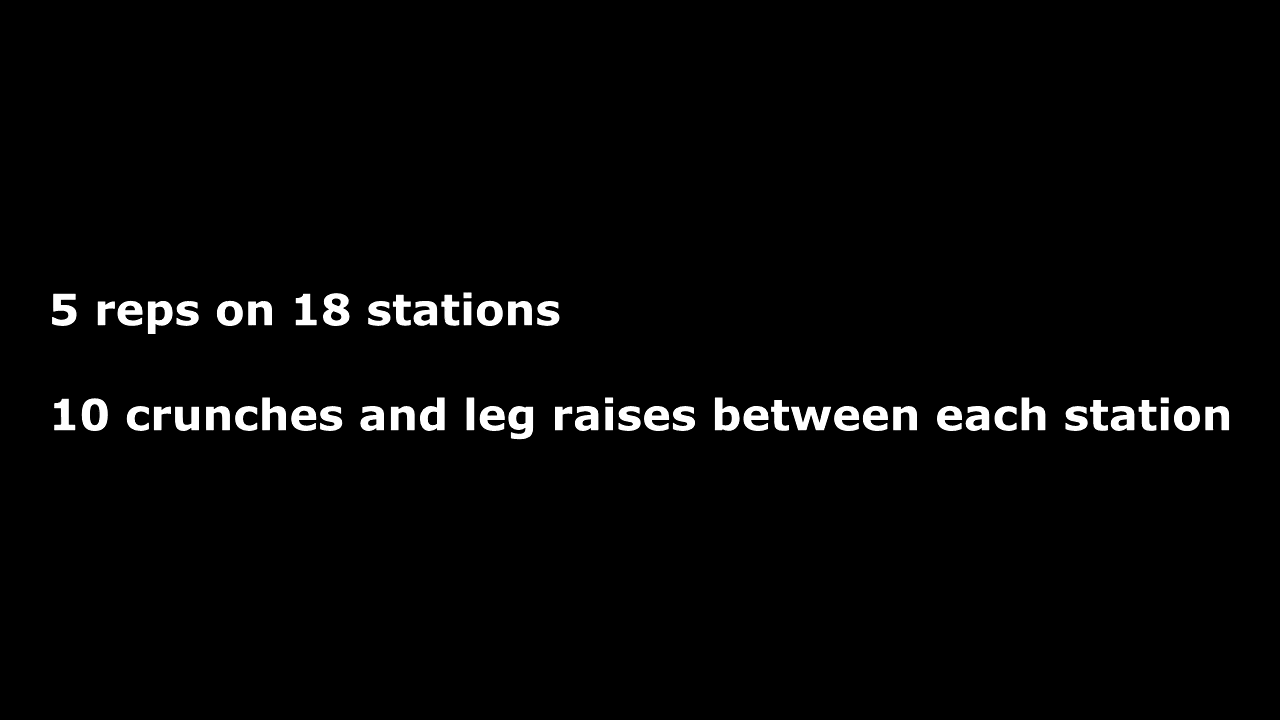 5 reps on 18 stations
10 crunches and leg raises between each station